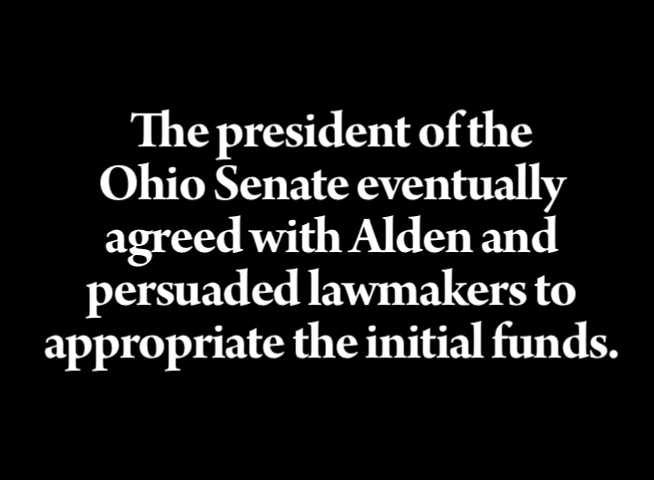 The president of the
Ohio Senate eventually
agreed with Alden and
persuaded lawmakers to
appropriate the initial funds.